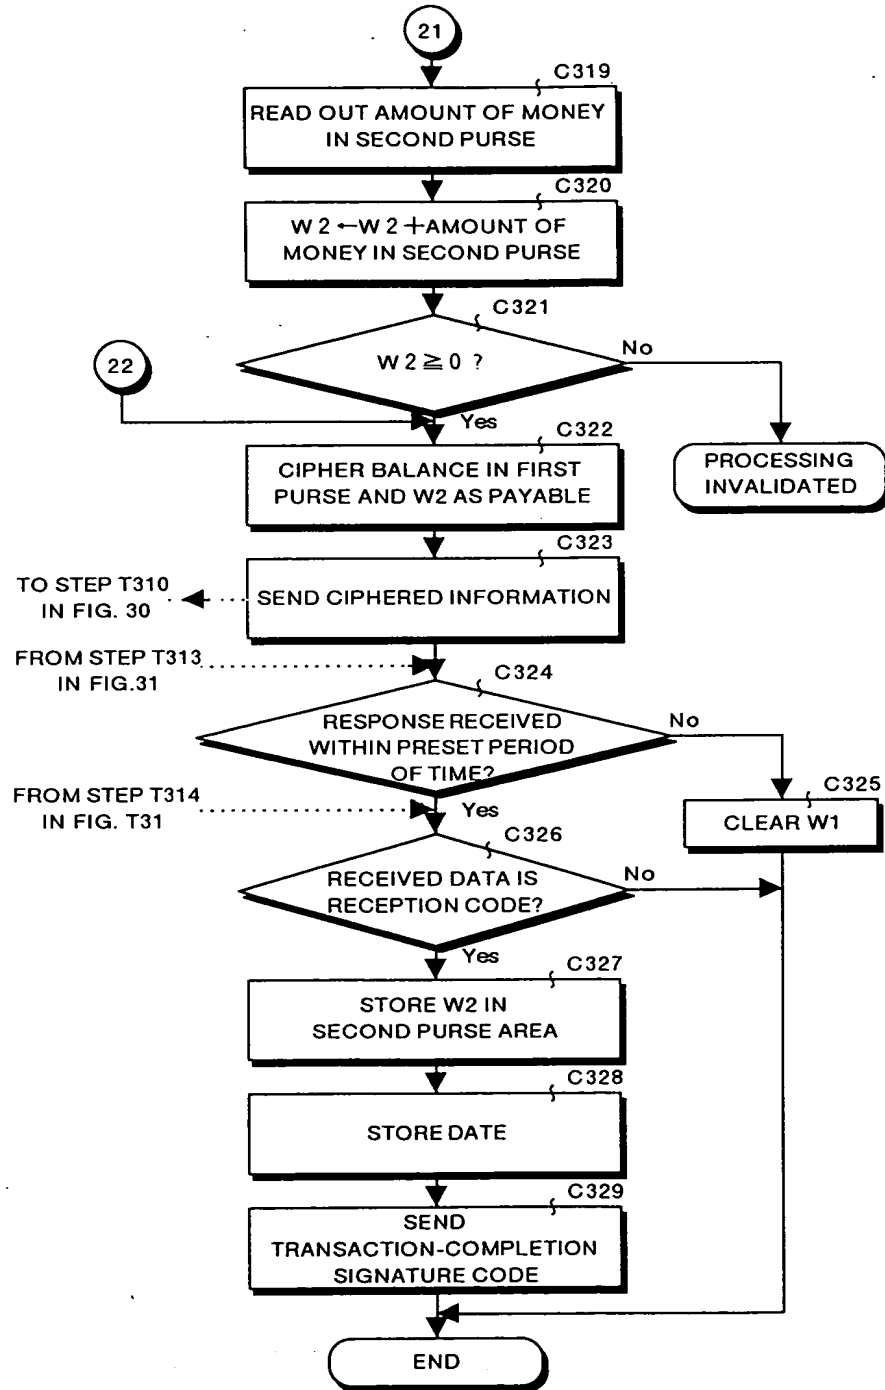 21
C319
READ OUT AMOUNT OF MONEY
IN SECOND PURSE
C320
W 2 ←W 2 +AMOUNT OF
MONEY IN SECOND PURSE
C321
W 2 ≧ 0 ?
No
22
Yes
C322
CIPHER BALANCE IN FIRST
PURSE AND W2 AS PAYABLE
PROCESSING
INVALIDATED
C323
TO STEP T310
IN FIG. 30
SEND CIPHERED INFORMATION
FROM STEP T313
IN FIG.31
C324
RESPONSE RECEIVED
WITHIN PRESET PERIOD
OF TIME?
No
FROM STEP T314
IN FIG. T31
Yes
C325
CLEAR W1
C326
RECEIVED DATA IS
RECEPTION CODE?
No
Yes
C327
STORE W2 IN
SECOND PURSE AREA
C328
STORE DATE
C329
SEND
TRANSACTION-COMPLETION
SIGNATURE CODE
END